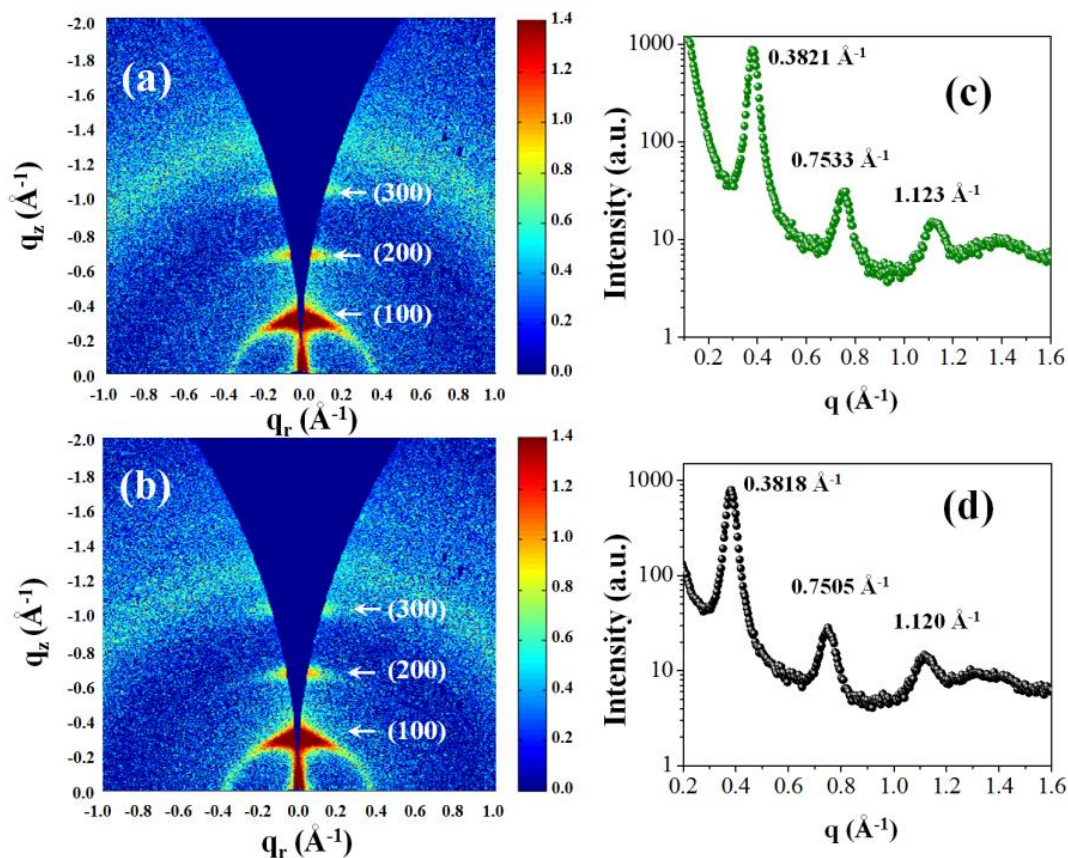 (a)
-2.0
-1.8
-1.6
-1.4
-1.2
-1.0
-0.8
-0.6
-0.4
-0.2
0.0
q_z (Å^-1)
(300)
(200)
(100)
-1.0 -0.8 -0.6 -0.4 -0.2 0.0 0.2 0.4 0.6 0.8 1.0
q_r (Å^-1)
1.4
1.2
1.0
0.8
0.6
0.4
0.2
0.0
(c)
1000
100
10
1
Intensity (a.u.)
0.3821 Å^-1
0.7533 Å^-1
1.123 Å^-1
0.2 0.4 0.6 0.8 1.0 1.2 1.4 1.6
q (Å^-1)
(b)
-2.0
-1.8
-1.6
-1.4
-1.2
-1.0
-0.8
-0.6
-0.4
-0.2
0.0
q_z (Å^-1)
(300)
(200)
(100)
-1.0 -0.8 -0.6 -0.4 -0.2 0.0 0.2 0.4 0.6 0.8 1.0
q_r (Å^-1)
1.4
1.2
1.0
0.8
0.6
0.4
0.2
0.0
(d)
1000
100
10
1
Intensity (a.u.)
0.3818 Å^-1
0.7505 Å^-1
1.120 Å^-1
0.2 0.4 0.6 0.8 1.0 1.2 1.4 1.6
q (Å^-1)